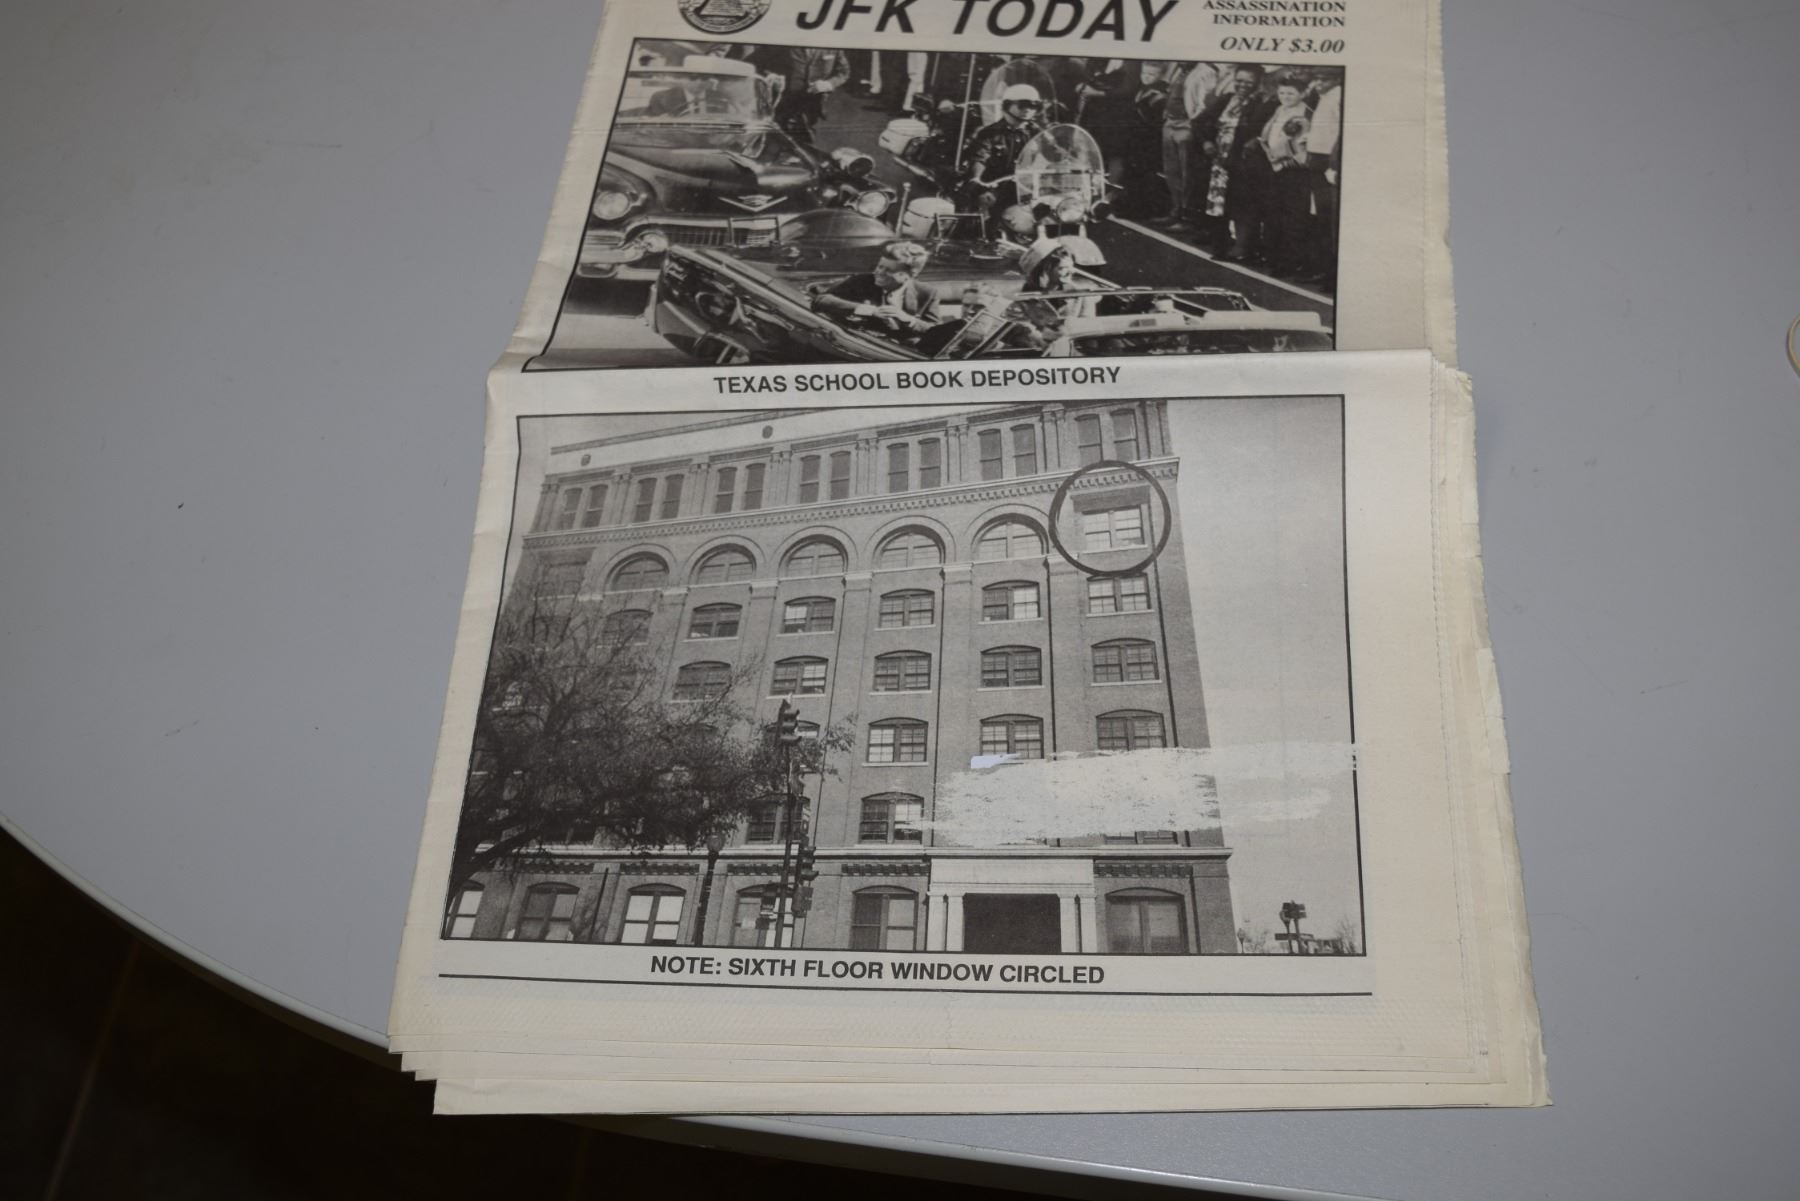 JFK TODAY
ASSASSINATION
INFORMATION
ONLY $3.00
TEXAS SCHOOL BOOK DEPOSITORY
NOTE: SIXTH FLOOR WINDOW CIRCLED